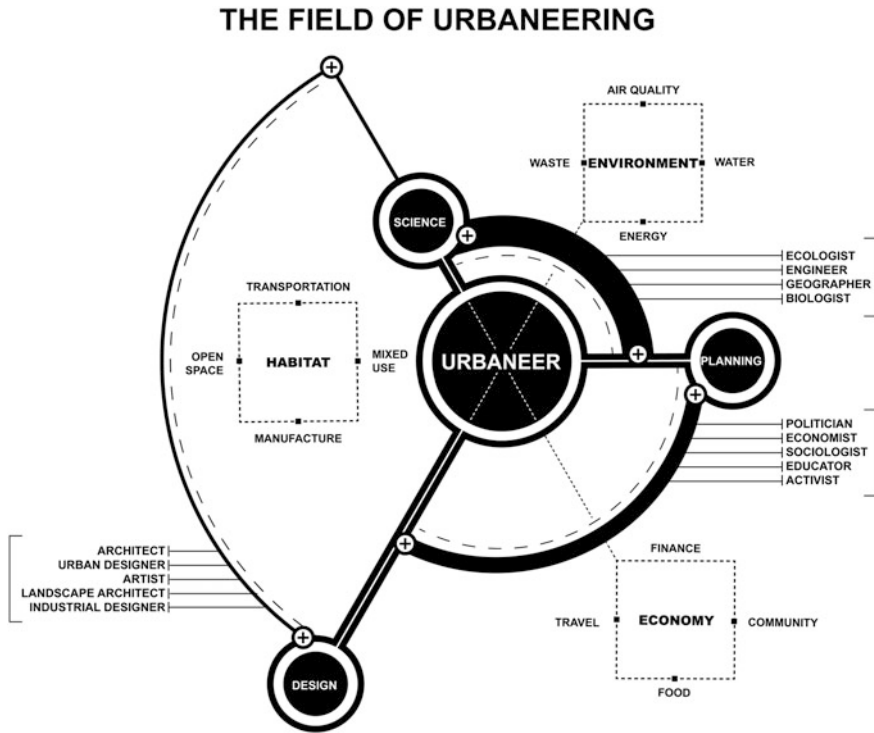 THE FIELD OF URBANEERING
AIR QUALITY
WASTE
ENVIRONMENT
WATER
ENERGY
SCIENCE
ECOLOGIST
ENGINEER
GEOGRAPHER
BIOLOGIST
TRANSPORTATION
OPEN
SPACE
HABITAT
MIXED
USE
MANUFACTURE
URBANEER
PLANNING
POLITICIAN
ECONOMIST
SOCIOLOGIST
EDUCATOR
ACTIVIST
ARCHITECT
URBAN DESIGNER
ARTIST
LANDSCAPE ARCHITECT
INDUSTRIAL DESIGNER
FINANCE
TRAVEL
ECONOMY
COMMUNITY
FOOD
DESIGN